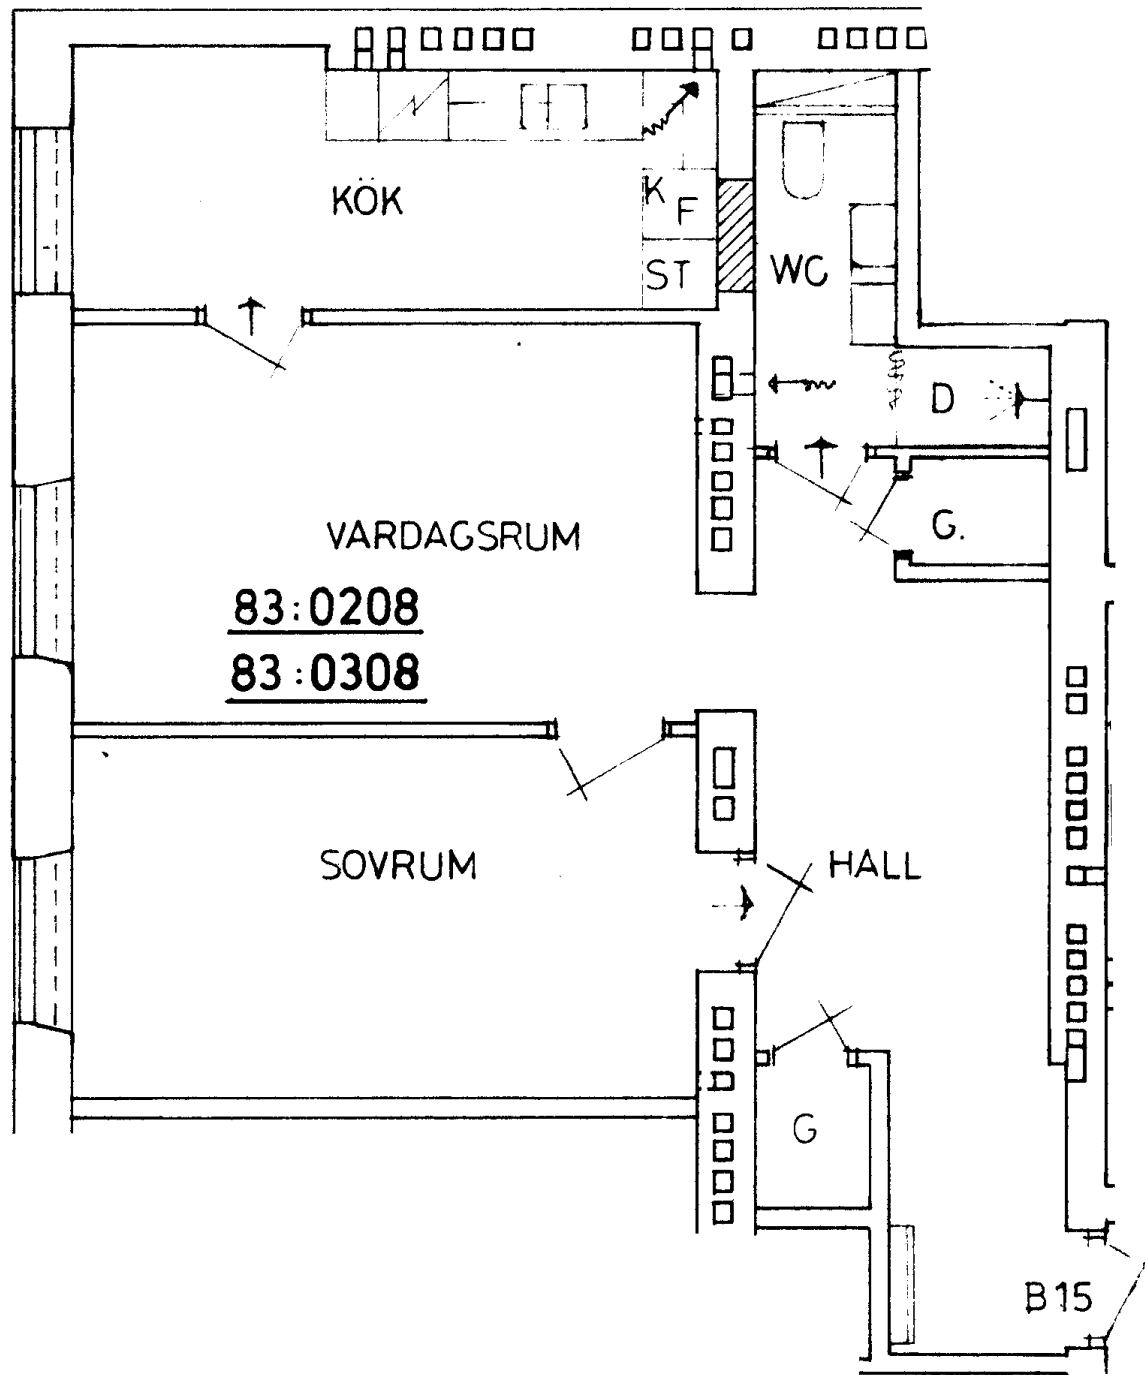 KÖK
K
F
ST
WC
D
G.
VARDAGSRUM
83:0208
83:0308
SOVRUM
HALL
G
B15